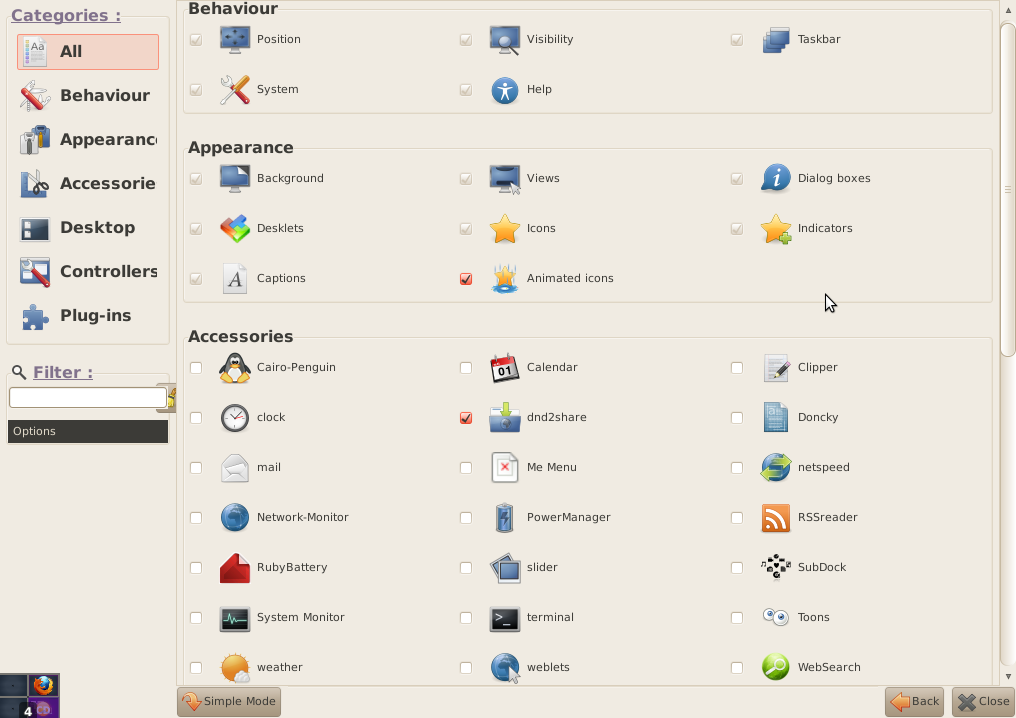 Categories :
All
Behaviour
Appearanc
Accessorie
Desktop
Controllers
Plug-ins
Filter :
Options
4
Behaviour
Position
Visibility
Taskbar
System
Help
Appearance
Background
Views
Dialog boxes
Desklets
Icons
Indicators
Captions
Animated icons
Accessories
Cairo-Penguin
Calendar
Clipper
clock
dnd2share
Doncky
mail
Me Menu
netspeed
Network-Monitor
PowerManager
RSSreader
RubyBattery
slider
SubDock
System Monitor
terminal
Toons
weather
weblets
WebSearch
Simple Mode
Back
Close